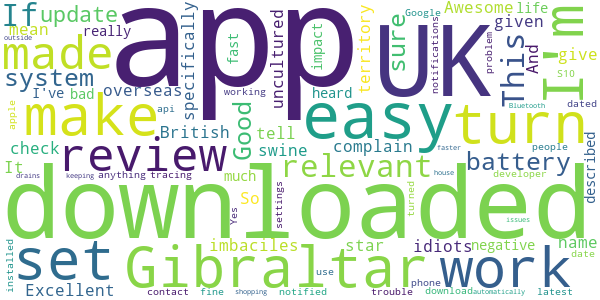 If update
mean really
outside
made
system
I've bad overseas
make
It api
check British
anything tracing
review
downloaded
set
installed
Gibraltar
Excellent
contact shopping fine notified
app
specifically
fast uncultured
impact heard
Good
So
tell
swine
easy
relevant
complain
much
Yes
settings
imbaciles
star
use
territory
sure
UK
battery
idiots negative
phone trouble
download automatically latest
work
Google
Awesome life
given
notifications
problem
This
And
give
I'm
S10
Bluetooth dated
turn
working
apple
drains keeping
people
faster
house
developer
turned
issues
described
name
date